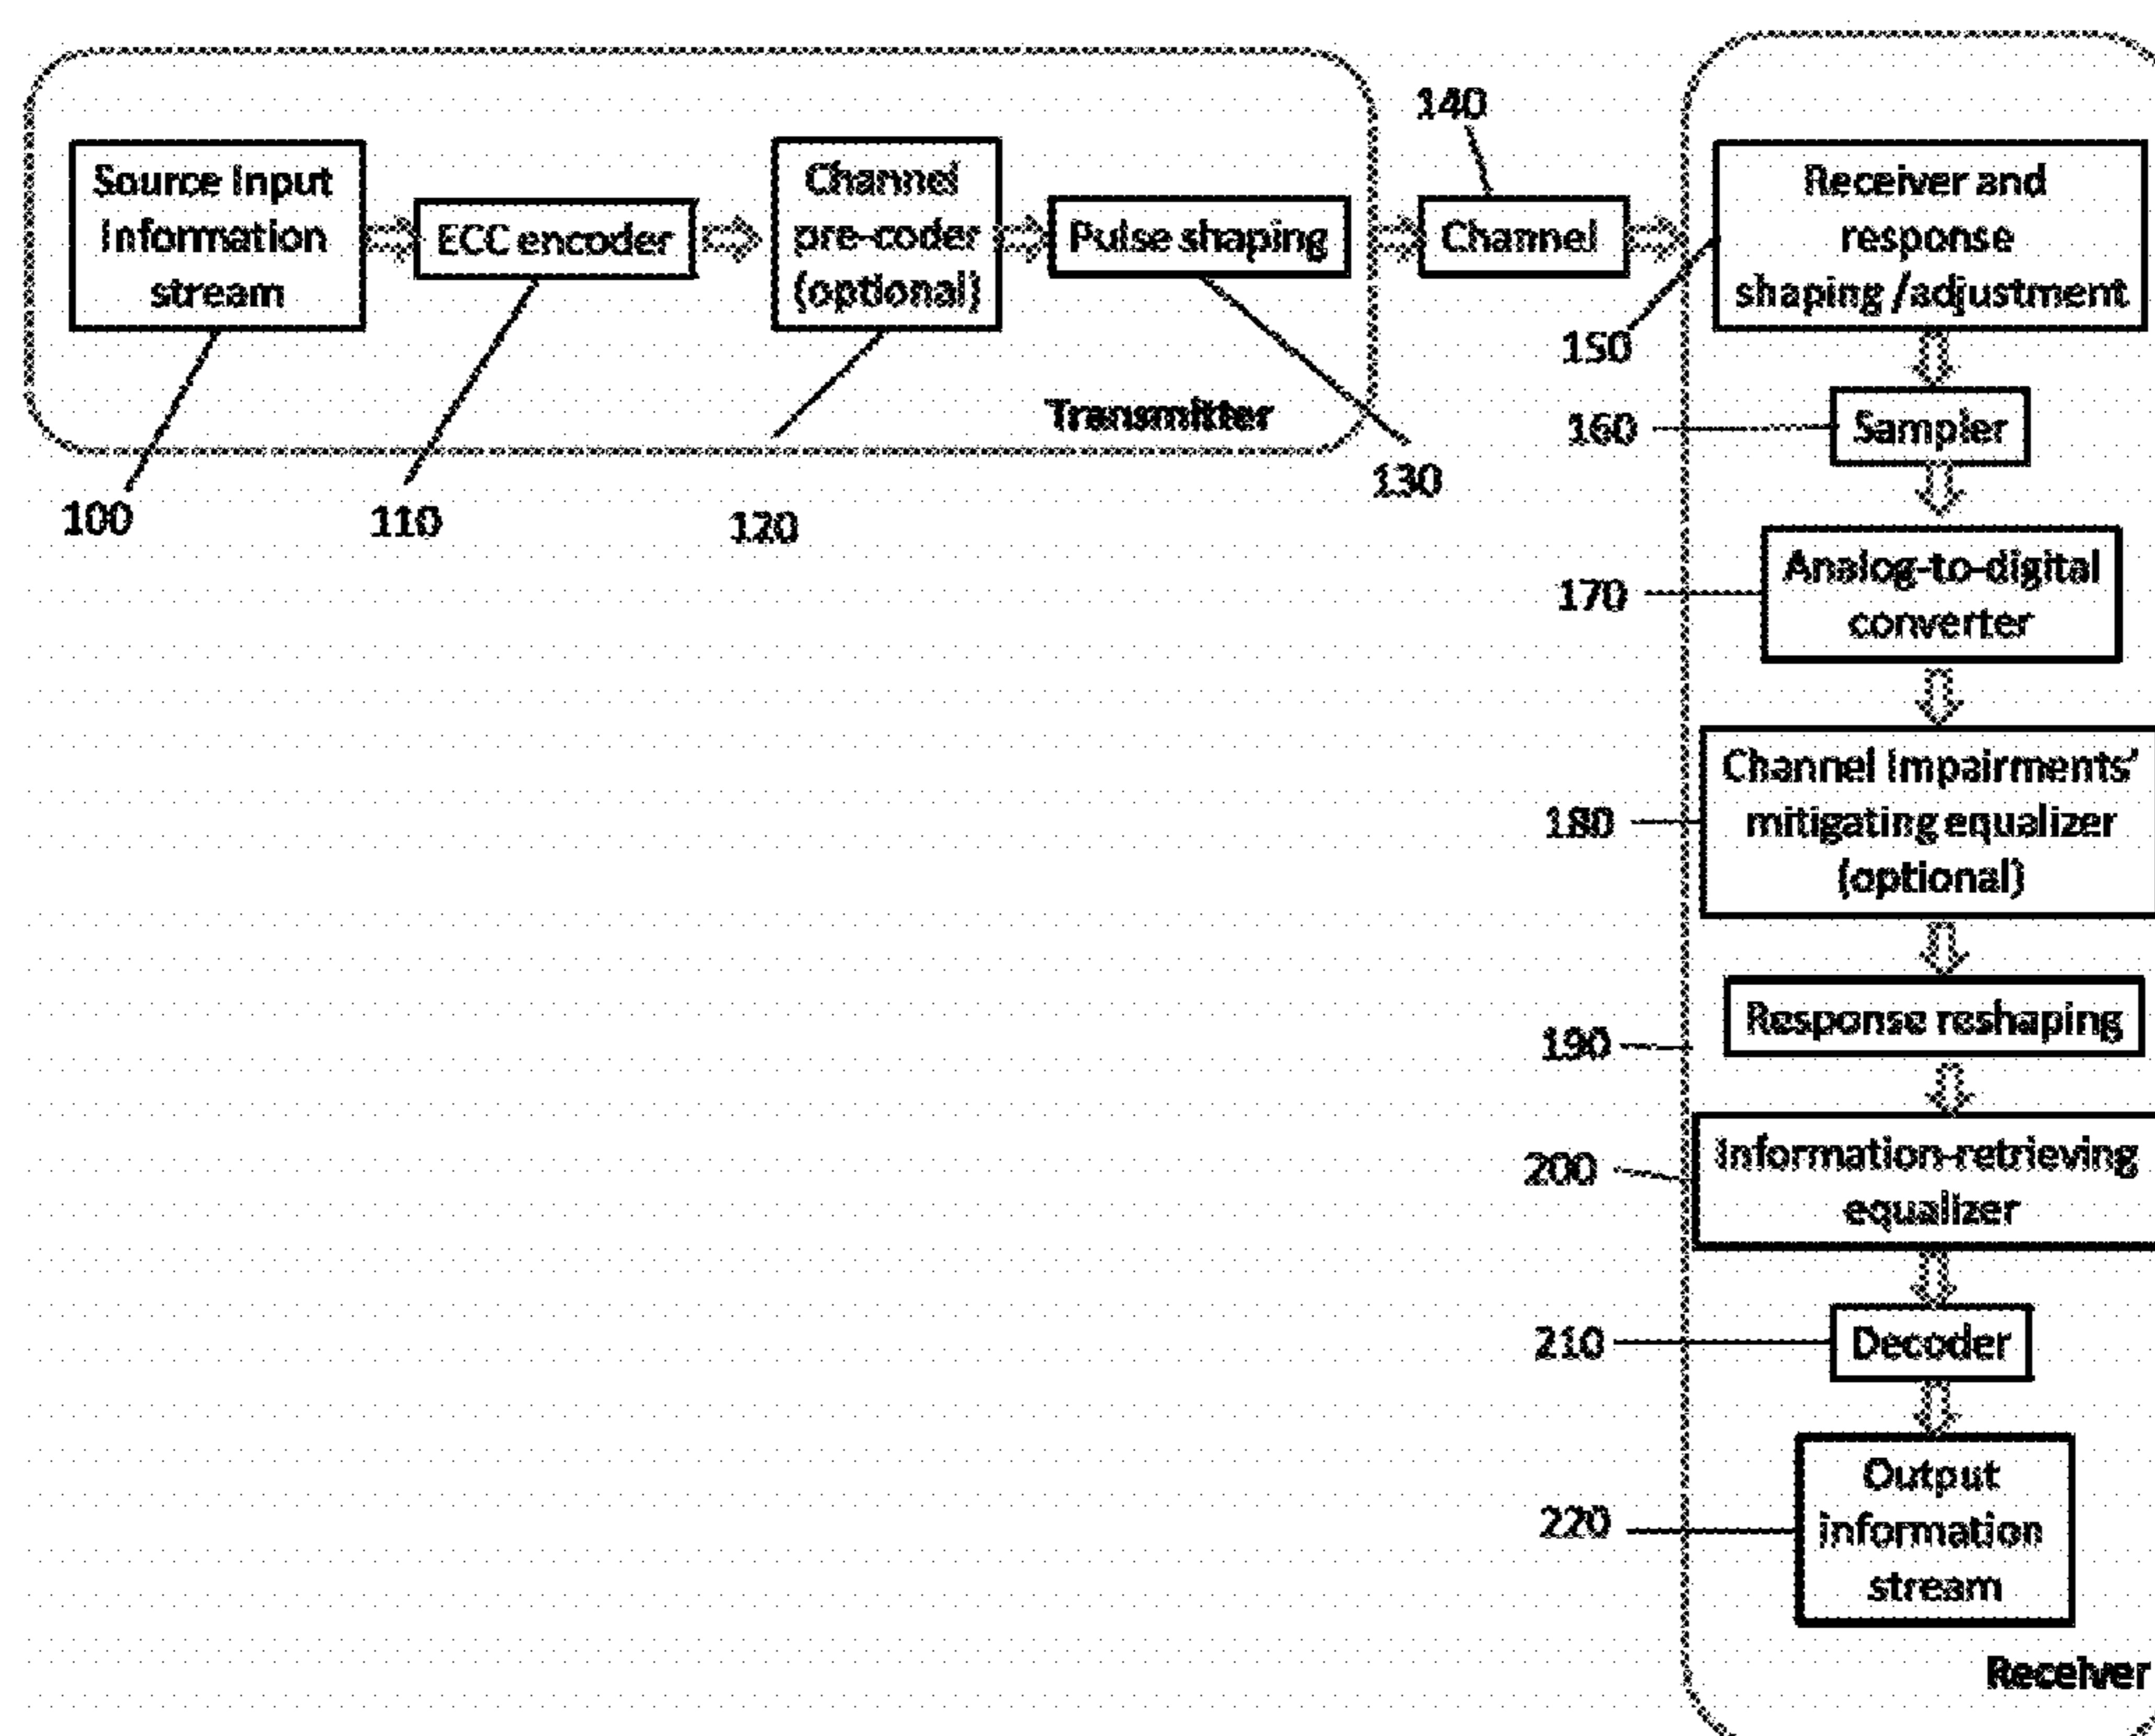 Source Input
Information
stream
ECC encoder
Channel
pre-coder
(optional)
Pulse shaping
Transmitter
100
110
120
130
140
Channel
150
Receiver and
response
shaping /adjustment
160
Sampler
170
Analog-to-digital
converter
180
Channel Impairments'
mitigating equalizer
(optional)
190
Response reshaping
200
Information-retrieving
equalizer
210
Decoder
220
Output
information
stream
Receiver